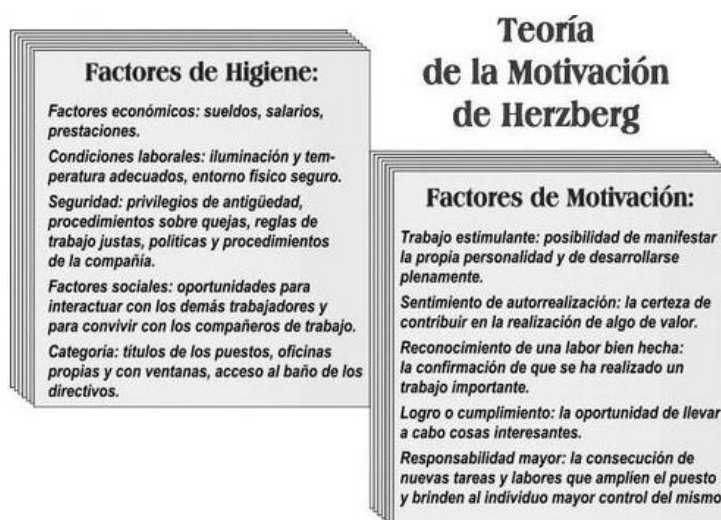 Teoría
de la Motivación
de Herzberg
Factores de Higiene:
Factores económicos: sueldos, salarios,
prestaciones.
Condiciones laborales: iluminación y tem-
peratura adecuados, entorno físico seguro.
Seguridad: privilegios de antigüedad,
procedimientos sobre quejas, reglas de
trabajo justas, políticas y procedimientos
de la compañía.
Factores sociales: oportunidades para
interactuar con los demás trabajadores y
para convivir con los compañeros de trabajo.
Categoría: títulos de los puestos, oficinas
propias y con ventanas, acceso al baño de los
directivos.
Factores de Motivación:
Trabajo estimulante: posibilidad de manifestar
la propia personalidad y de desarrollarse
plenamente.
Sentimiento de autorrealización: la certeza de
contribuir en la realización de algo de valor.
Reconocimiento de una labor bien hecha:
la confirmación de que se ha realizado un
trabajo importante.
Logro o cumplimiento: la oportunidad de llevar
a cabo cosas interesantes.
Responsabilidad mayor: la consecución de
nuevas tareas y labores que amplíen el puesto
y brinden al individuo mayor control del mismo